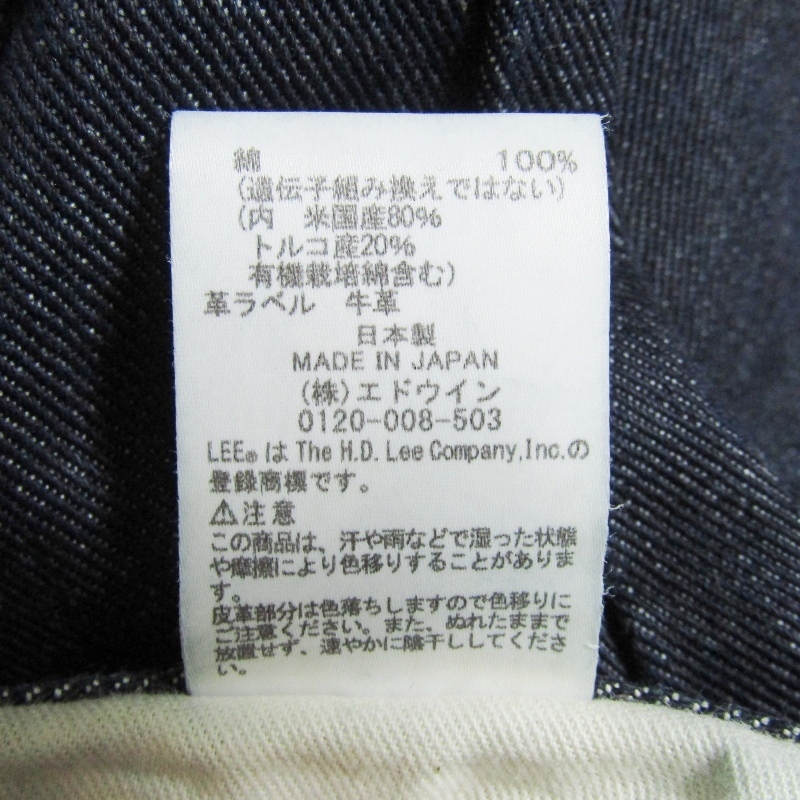 綿 100%
(遺伝子組み換えではない)
(内 米国産80%
トルコ産20%
有機栽培綿含む)
革ラベル 牛革
日本製
MADE IN JAPAN
(株)エドウイン
0120-008-503
LEE®は The H.D. Lee Company,Inc.の
登録商標です。
⚠注意
この商品は、汗や雨などで湿った状態
や摩擦により色移りすることがありま
す。
皮革部分は色落ちしますので色移りに
ご注意ください。また、ぬれたままで
放置せず、速やかに陰干ししてくださ
い。